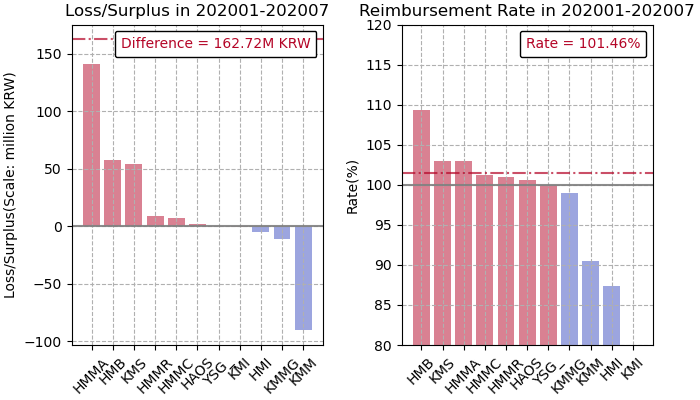 Loss/Surplus in 202001-202007
Difference = 162.72M KRW
Loss/Surplus(Scale: million KRW)
150
100
50
0
−50
−100
HMMA
HMB
KMS
HMMR
HMMC
HAOS
YSG
KMI
HMI
KMMG
KMM
Reimbursement Rate in 202001-202007
Rate = 101.46%
Rate(%)
120
115
110
105
100
95
90
85
80
HMB
KMS
HMMA
HMMC
HMMR
HAOS
YSG
KMMG
KMM
HMI
KMI